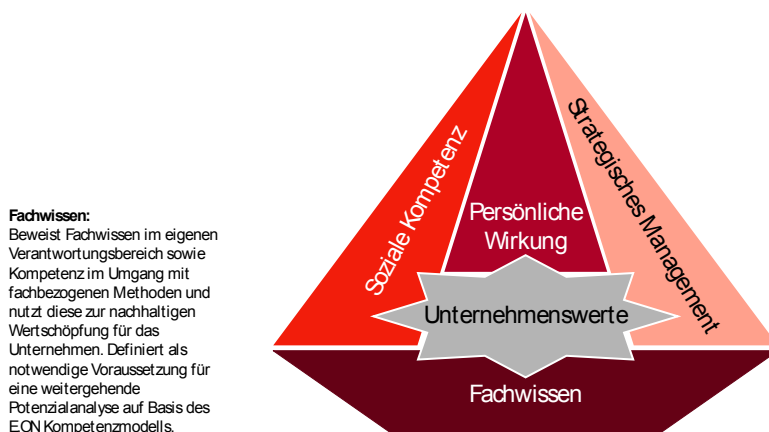 Fachwissen:
Beweist Fachwissen im eigenen
Verantwortungsbereich sowie
Kompetenz im Umgang mit
fachbezogenen Methoden und
nutzt diese zur nachhaltigen
Wertschöpfung für das
Unternehmen. Definiert als
notwendige Voraussetzung für
eine weitergehende
Potenzialanalyse auf Basis des
E.ON Kompetenzmodells.
Soziale Kompetenz
Persönliche
Wirkung
Strategisches Management
Unternehmenswerte
Fachwissen